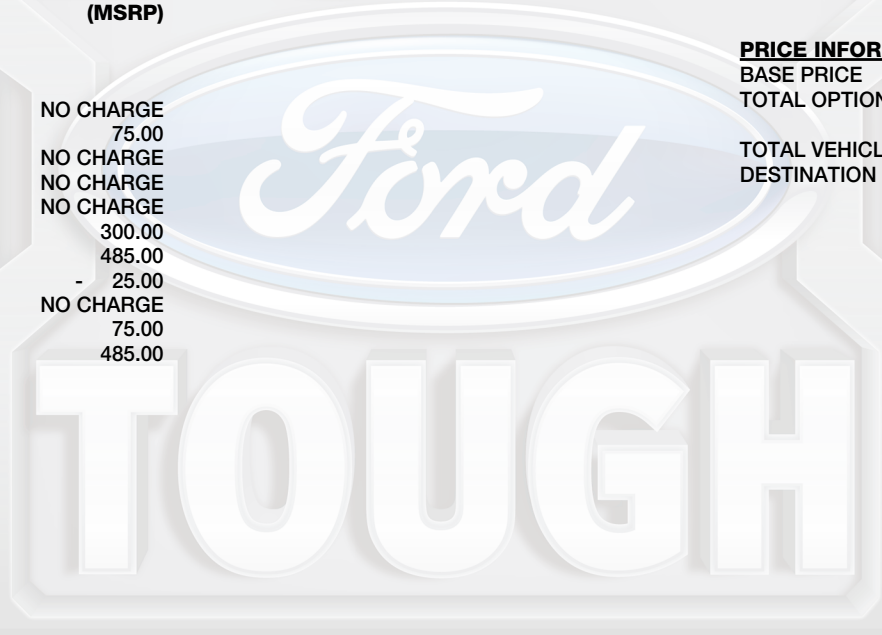 (MSRP)
NO CHARGE
75.00
NO CHARGE
NO CHARGE
NO CHARGE
300.00
485.00
- 25.00
NO CHARGE
75.00
485.00
PRICE INFOR
BASE PRICE
TOTAL OPTION
TOTAL VEHICL
DESTINATION
Ford
TOUGH